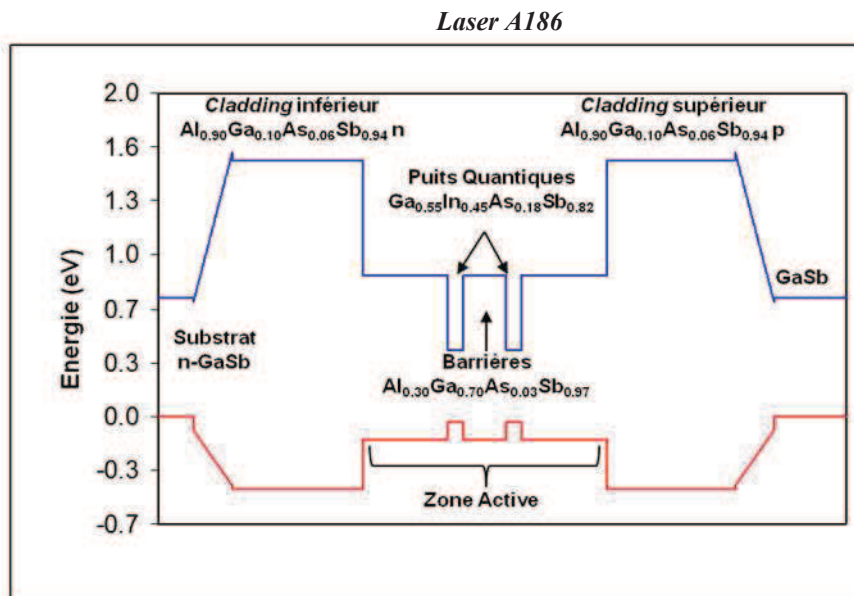 Laser A186
2.0
Cladding inférieur
Al0.90Ga0.10As0.06Sb0.94 n
Cladding supérieur
Al0.90Ga0.10As0.06Sb0.94 p
1.6
Puits Quantiques
Ga0.55In0.45As0.18Sb0.82
1.3
1.0
GaSb
0.7
Substrat
n-GaSb
0.3
Barriéres
Al0.30Ga0.70As0.03Sb0.97
0.0
-0.3
Zone Active
-0.7
Energie (eV)